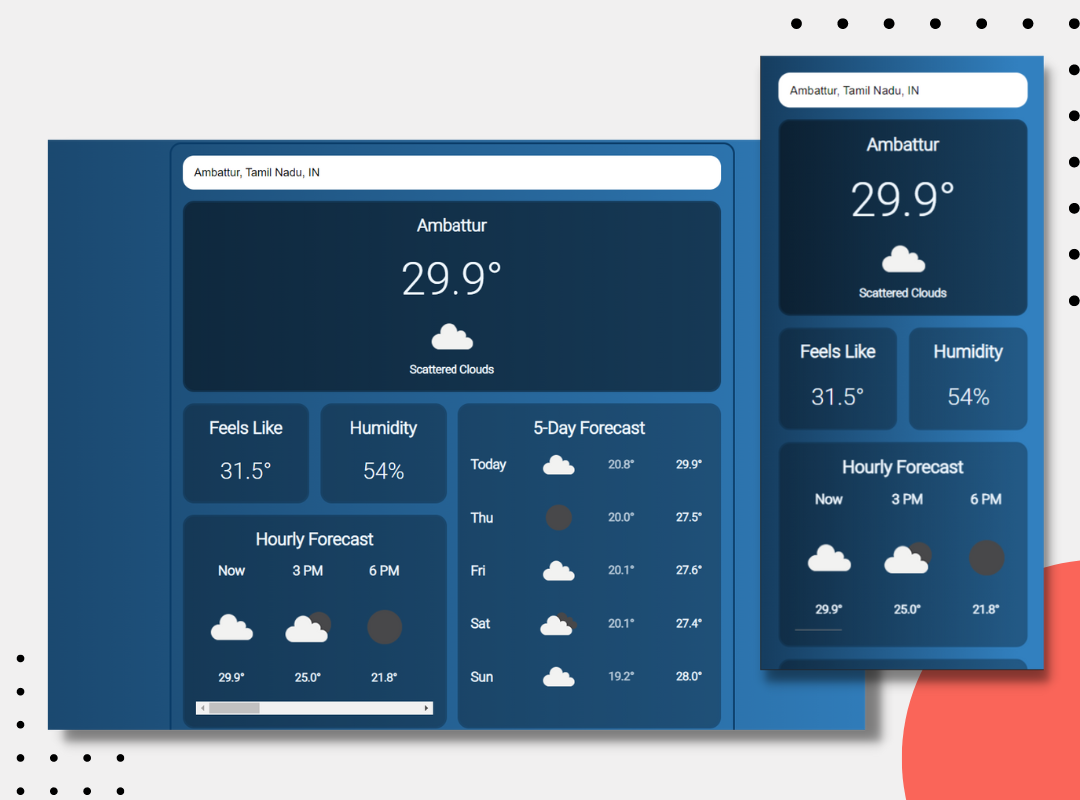 Ambattur, Tamil Nadu, IN
Ambattur
29.9°
Scattered Clouds
Feels Like
31.5°
Humidity
54%
Hourly Forecast
Now 3 PM 6 PM
29.9° 25.0° 21.8°
5-Day Forecast
Today 20.8° 29.9°
Thu 20.0° 27.5°
Fri 20.1° 27.6°
Sat 20.1° 27.4°
Sun 19.2° 28.0°
Ambattur, Tamil Nadu, IN
Ambattur
29.9°
Scattered Clouds
Feels Like
31.5°
Humidity
54%
Hourly Forecast
Now 3 PM 6 PM
29.9° 25.0° 21.8°